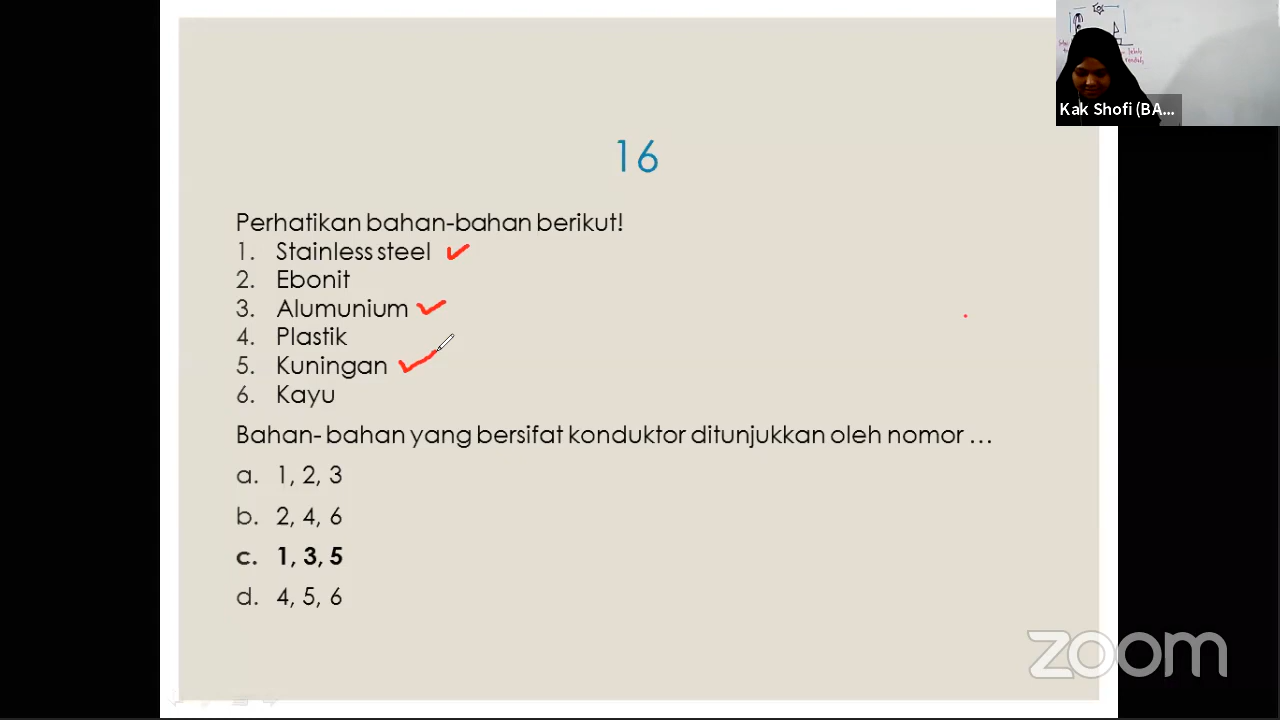 16
Perhatikan bahan-bahan berikut!
1. Stainless steel
2. Ebonit
3. Alumunium
4. Plastik
5. Kuningan
6. Kayu
Bahan- bahan yang bersifat konduktor ditunjukkan oleh nomor ...
a. 1, 2, 3
b. 2, 4, 6
c. 1, 3, 5
d. 4, 5, 6
Kak Shofi (BA...
zoom